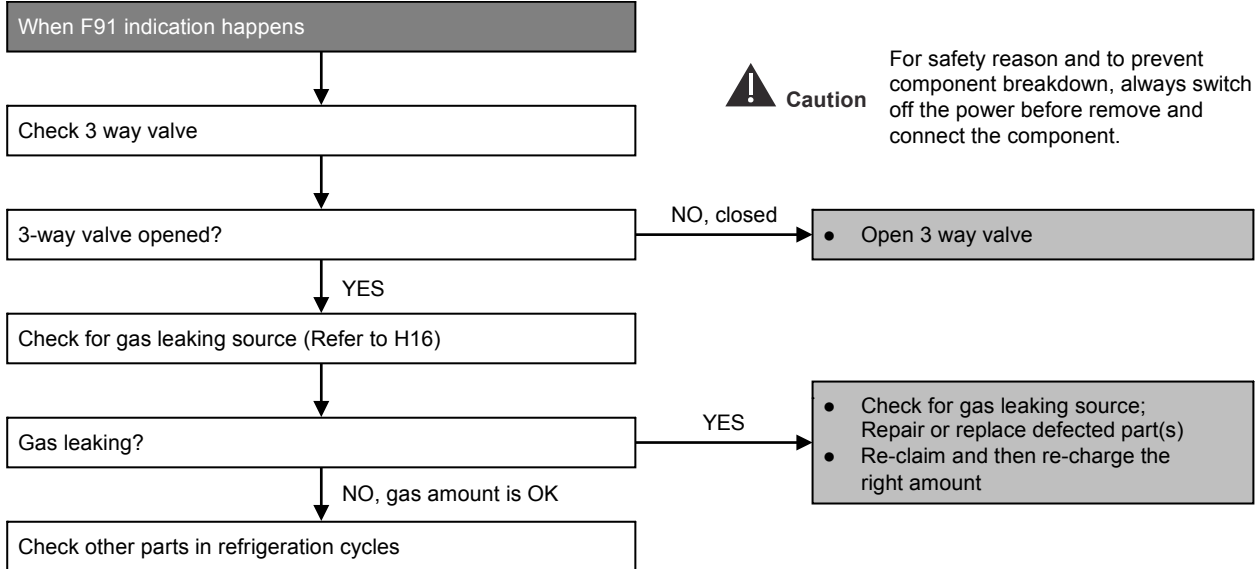 When F91 indication happens
Caution
For safety reason and to prevent
component breakdown, always switch
off the power before remove and
connect the component.
Check 3 way valve
3-way valve opened?
NO, closed
● Open 3 way valve
YES
Check for gas leaking source (Refer to H16)
Gas leaking?
YES
● Check for gas leaking source;
Repair or replace defected part(s)
● Re-claim and then re-charge the
right amount
NO, gas amount is OK
Check other parts in refrigeration cycles